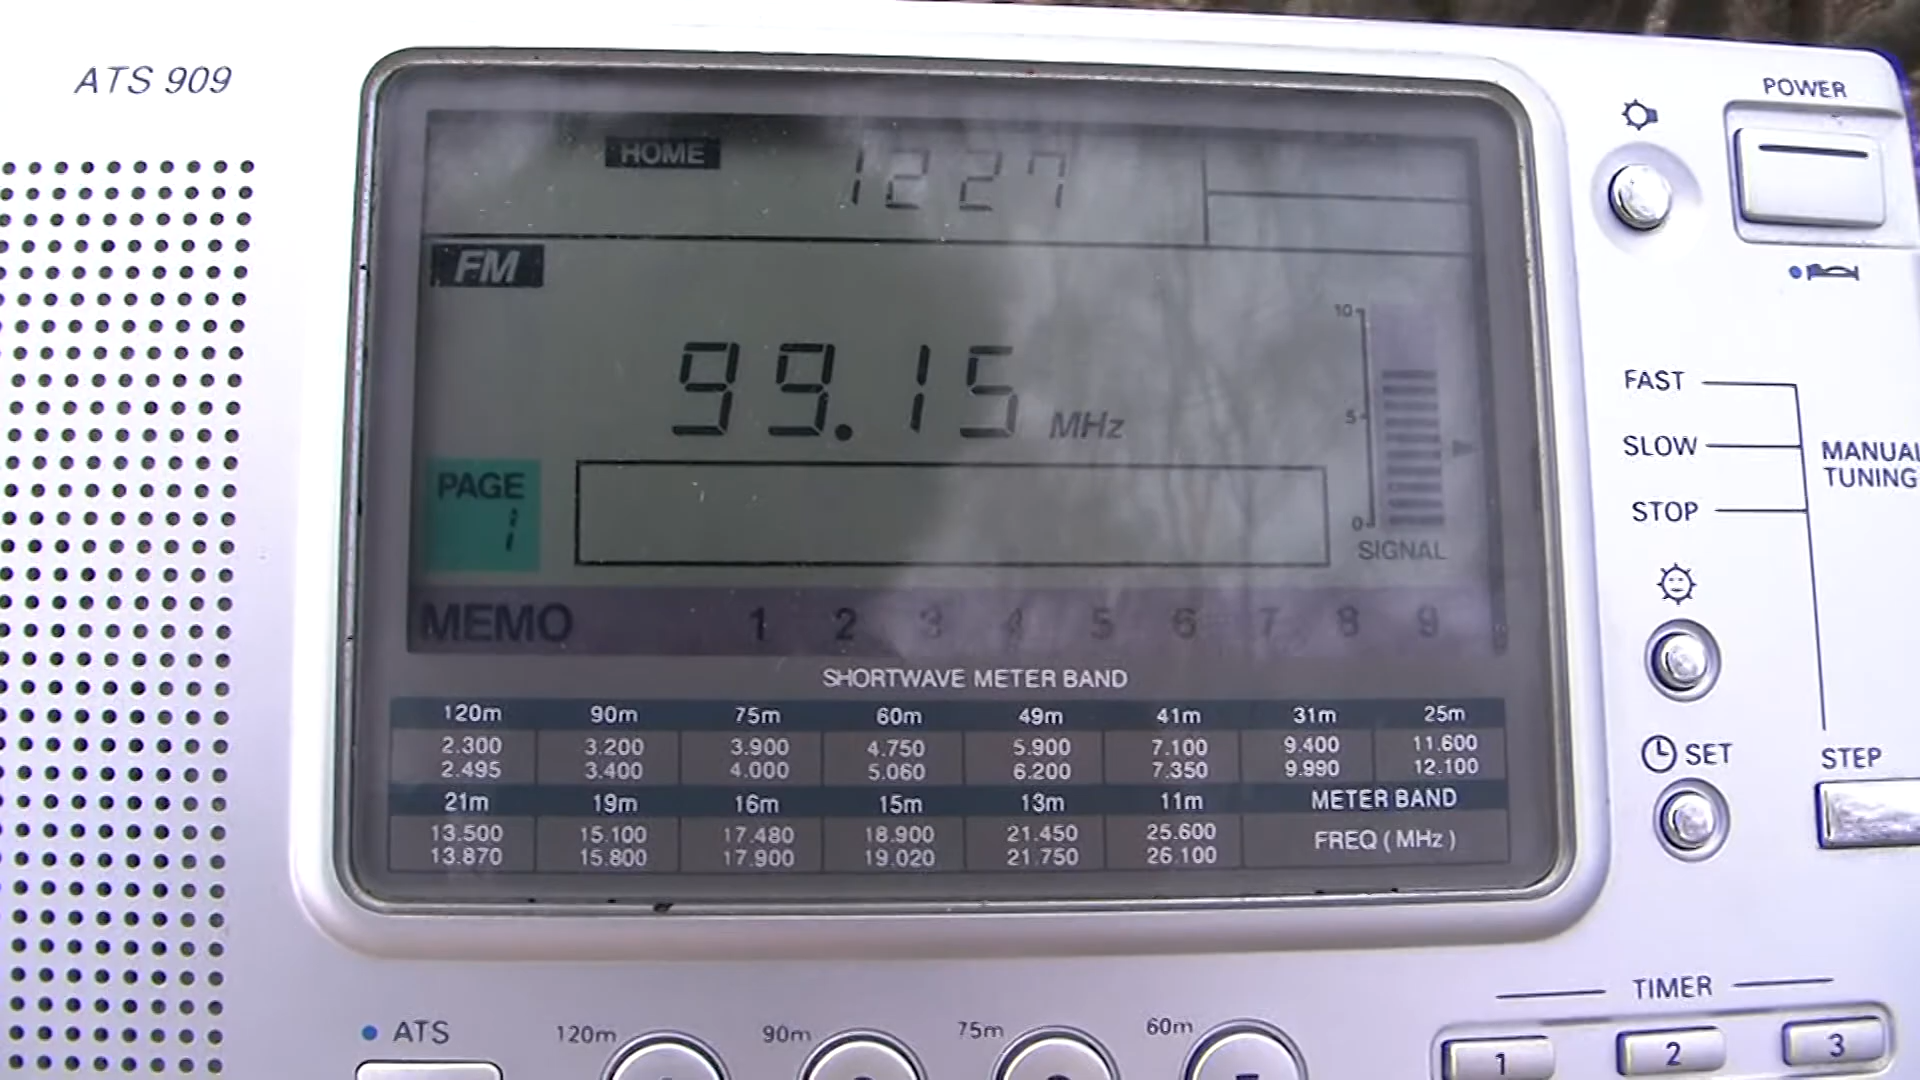 ATS 909
POWER
HOME 1227
FM
99.15 MHz
10
5
0
SIGNAL
PAGE
1
MEMO 1 2 3 4 5 6 7 8 9
SHORTWAVE METER BAND
120m 90m 75m 60m 49m 41m 31m 25m
2.300 3.200 3.900 4.750 5.900 7.100 9.400 11.600
2.495 3.400 4.000 5.060 6.200 7.350 9.990 12.100
21m 19m 16m 15m 13m 11m METER BAND
13.500 15.100 17.480 18.900 21.450 25.600 FREQ ( MHz )
13.870 15.800 17.900 19.020 21.750 26.100
FAST
SLOW
STOP
MANUAL
TUNING
SET
STEP
TIMER
1 2 3
ATS 120m 90m 75m 60m